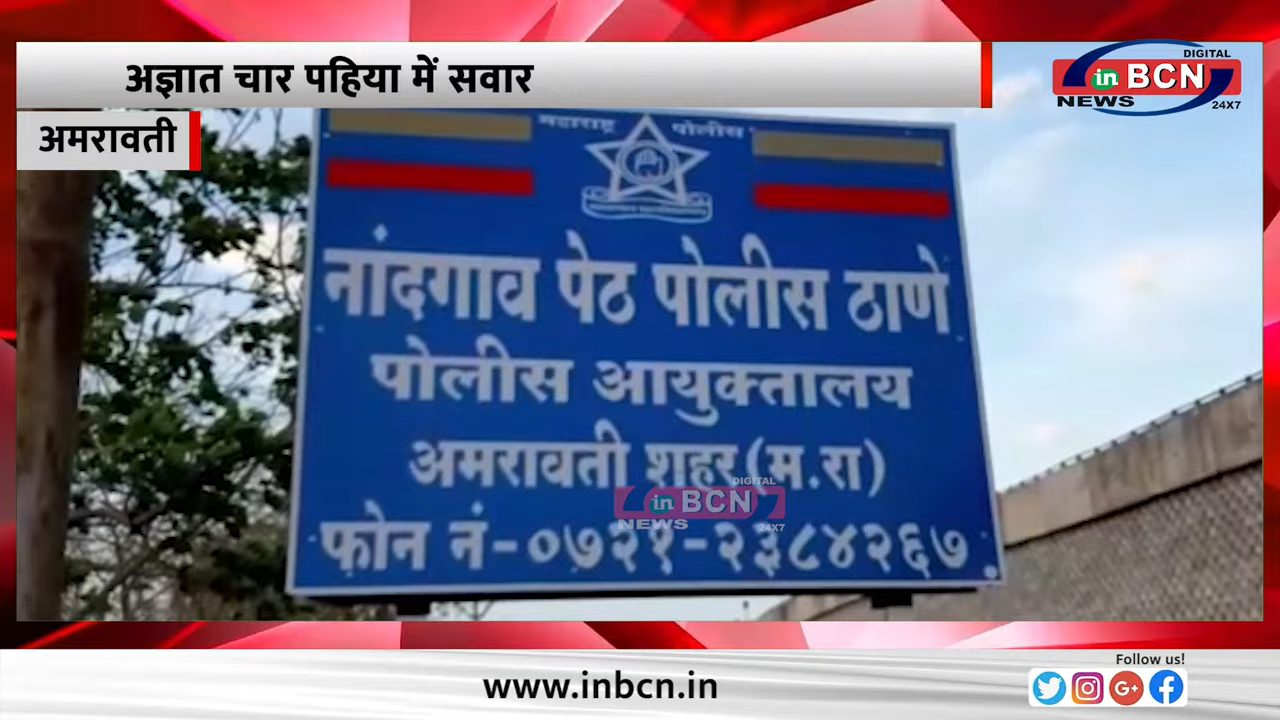 अज्ञात चार पहिया में सवार
DIGITAL
in BCN
NEWS 24X7
अमरावती
महाराष्ट्र पोलीस
नांदगाव पेठ पोलीस ठाणे
पोलीस आयुक्तालय
अमरावती शहर(म.रा)
DIGITAL
in BCN
NEWS 24X7
फोन नं-०७२१-२३८४२६७
Follow us!
www.inbcn.in